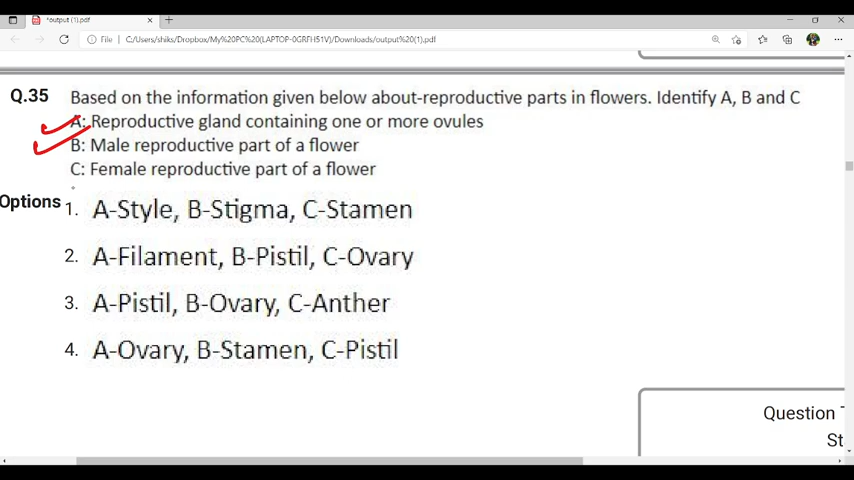 *output (1).pdf
File | C:/Users/shiks/Dropbox/My%20PC%20(LAPTOP-0GRFH51V)/Downloads/output%20(1).pdf
Q.35 Based on the information given below about-reproductive parts in flowers. Identify A, B and C
A: Reproductive gland containing one or more ovules
B: Male reproductive part of a flower
C: Female reproductive part of a flower
Options 1. A-Style, B-Stigma, C-Stamen
2. A-Filament, B-Pistil, C-Ovary
3. A-Pistil, B-Ovary, C-Anther
4. A-Ovary, B-Stamen, C-Pistil
Question
St